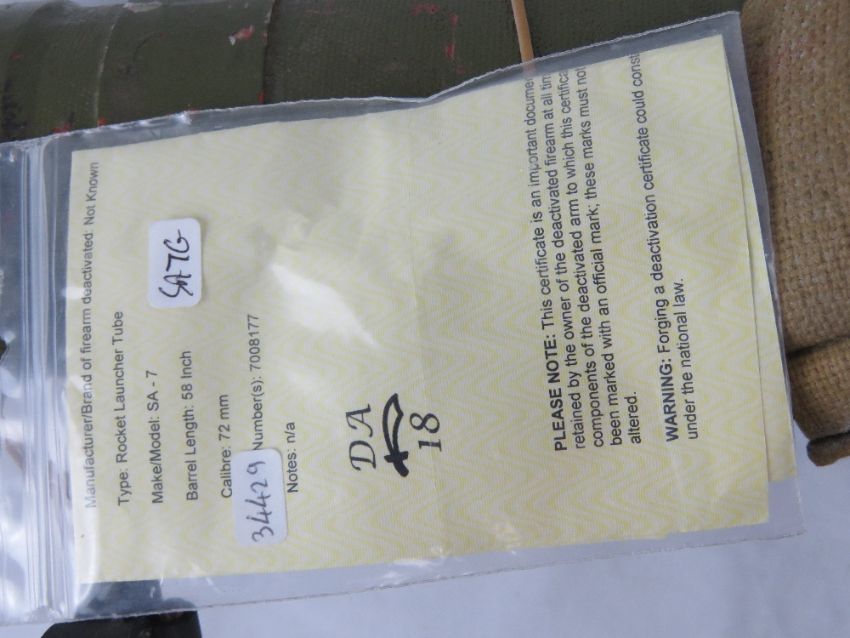 Manufacturer/Brand of firearm deactivated: Not Known
Type: Rocket Launcher Tube
Make/Model: SA - 7
SA7G
Barrel Length: 58 Inch
Calibre: 72 mm
34429
Number(s): 7008177
Notes: n/a
DA
18
PLEASE NOTE: This certificate is an important
retained by the owner of the deactivated firearm at all
components of the deactivated arm to which this
been marked with an official mark; these marks must
altered.
WARNING: Forging a deactivation certificate could
under the national law.